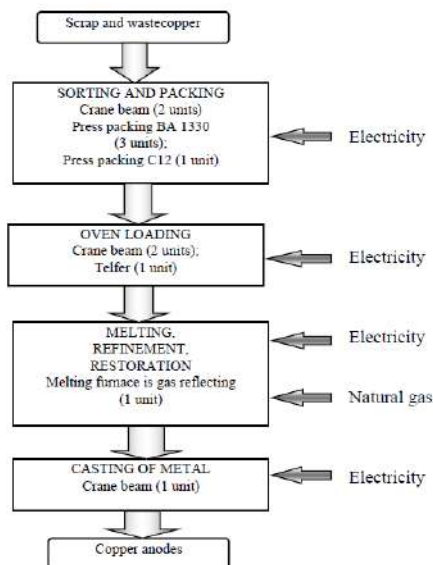 Scrap and wastecopper
SORTING AND PACKING
Crane beam (2 units)
Press packing BA 1330
(3 units);
Press packing C12 (1 unit)
Electricity
OVEN LOADING
Crane beam (2 units);
Telfer (1 unit)
Electricity
MELTING,
REFINEMENT,
RESTORATION
Melting furnace is gas reflecting
(1 unit)
Electricity
Natural gas
CASTING OF METAL
Crane beam (1 unit)
Electricity
Copper anodes